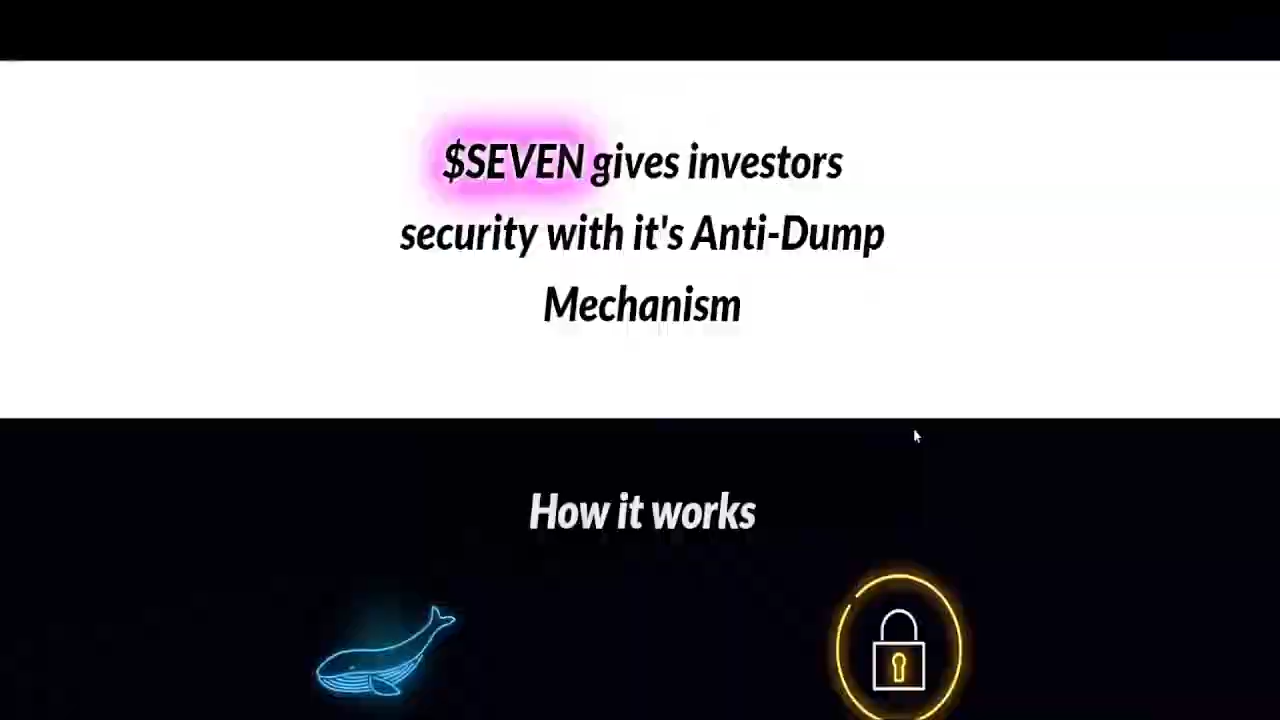 $SEVEN gives investors
security with it's Anti-Dump
Mechanism
How it works